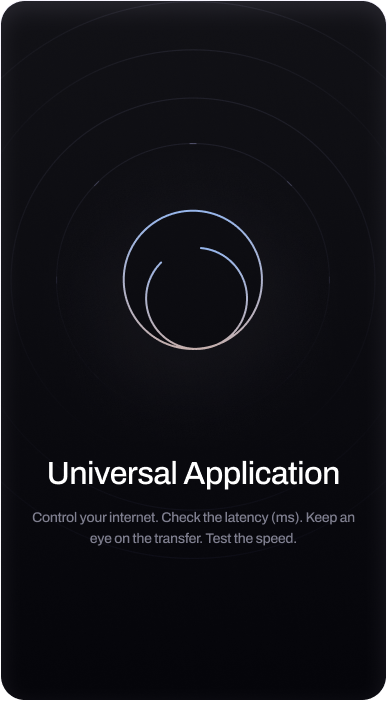 Universal Application
Control your internet. Check the latency (ms). Keep an
eye on the transfer. Test the speed.